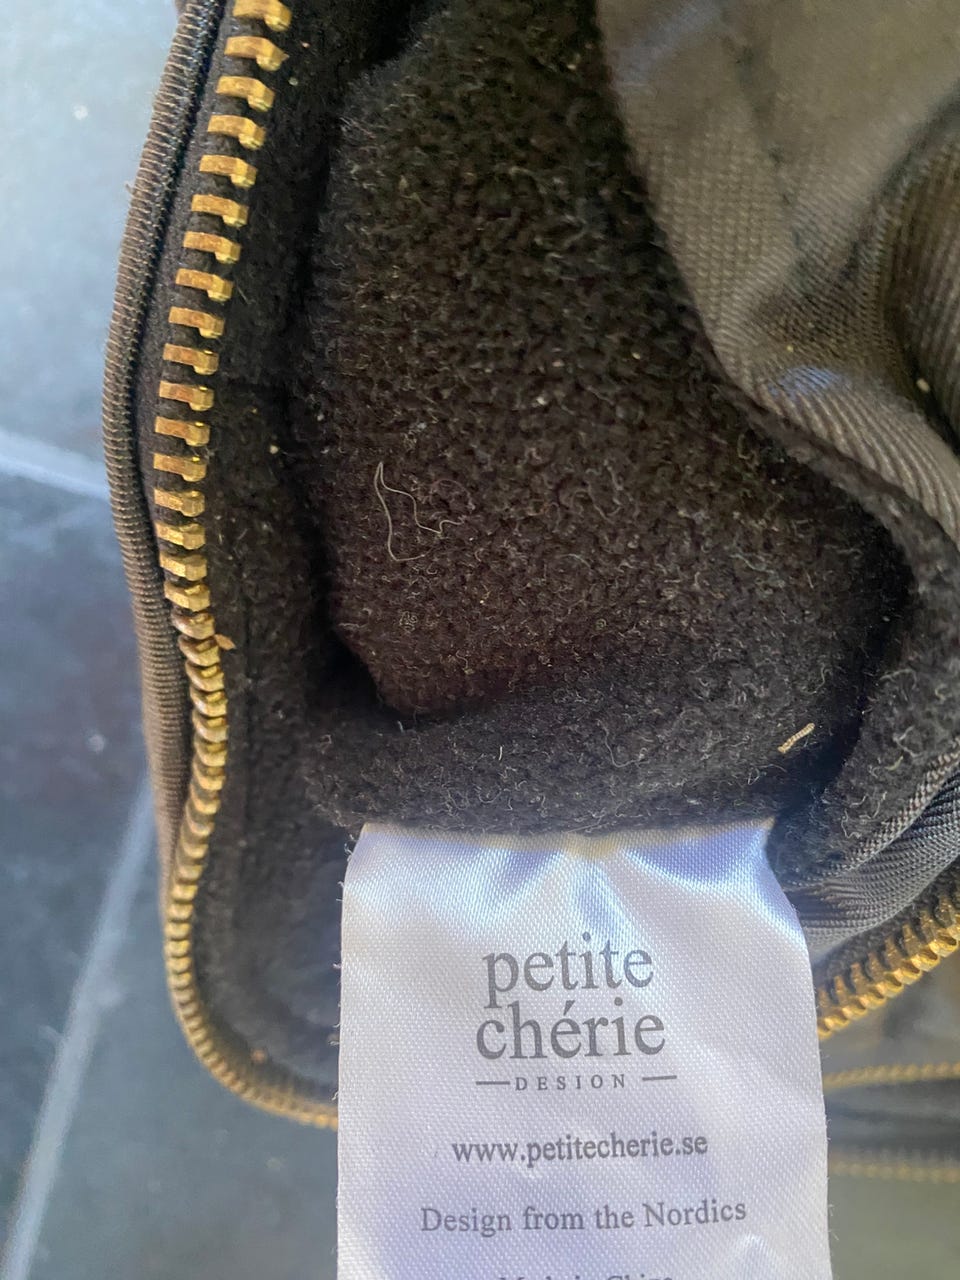 petite
chérie
DESIGN
www.petitecherie.se
Design from the Nordics